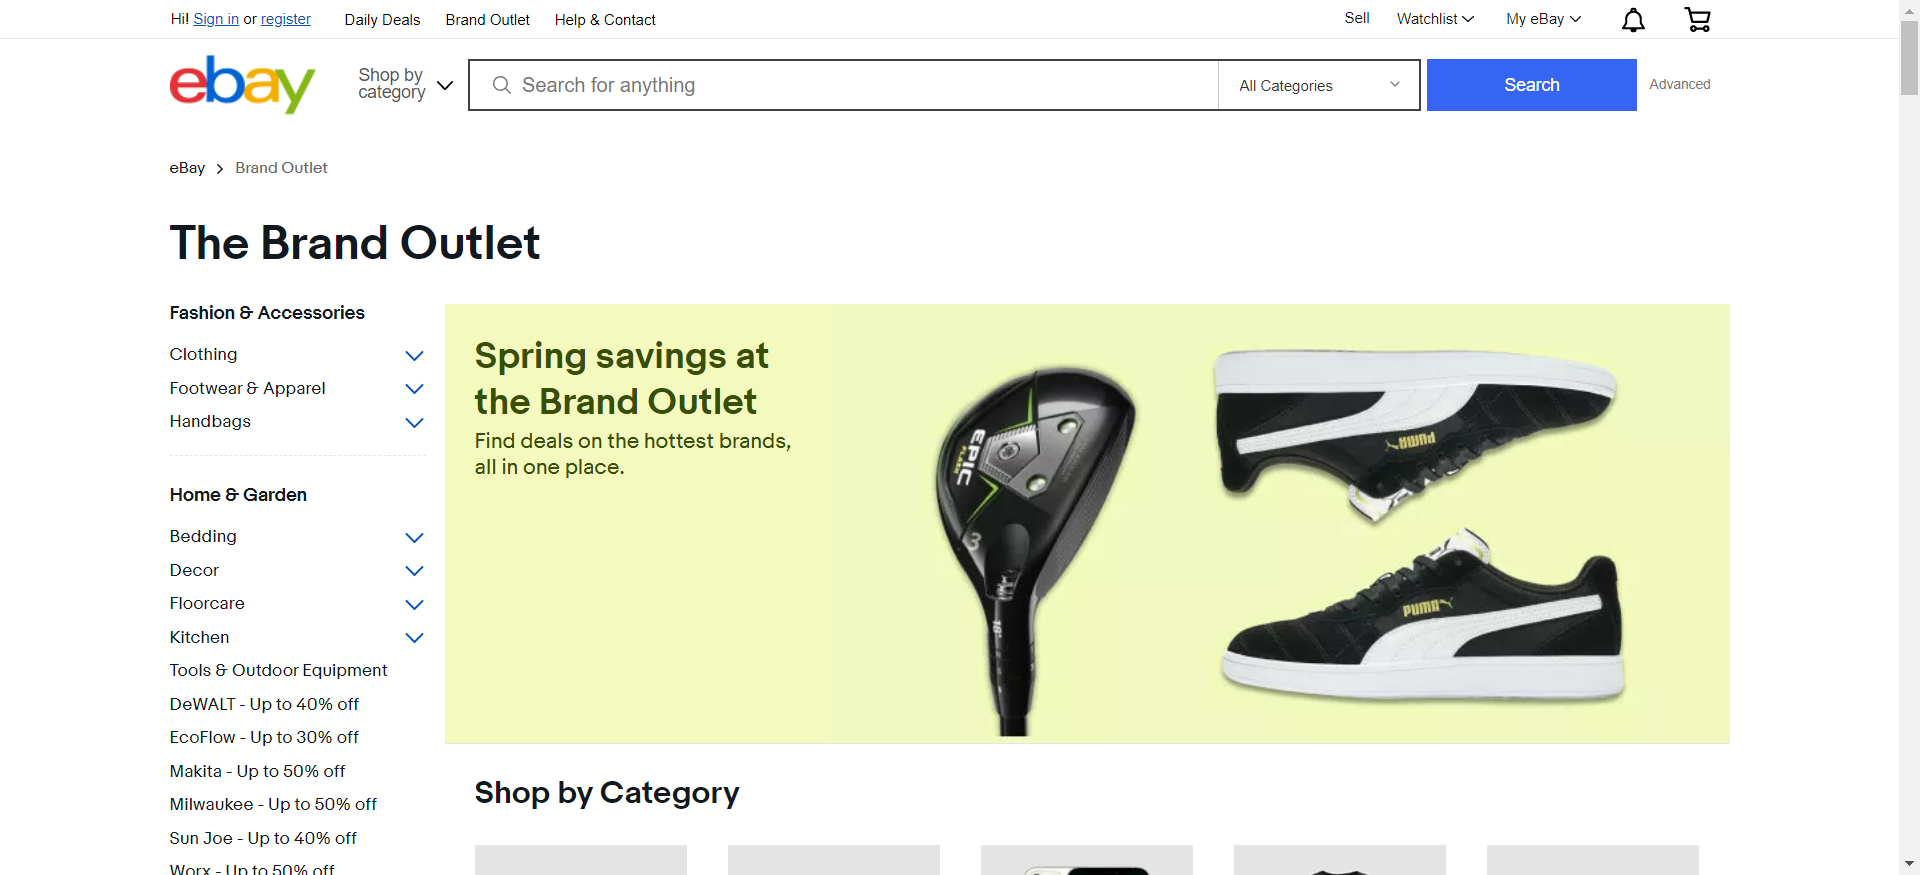 Hi! Sign in or register
Daily Deals
Brand Outlet
Help & Contact
Sell
Watchlist
My eBay
ebay
Shop by
category
Search for anything
All Categories
Search
Advanced
eBay
Brand Outlet
The Brand Outlet
Fashion & Accessories
Clothing
Footwear & Apparel
Handbags
Home & Garden
Bedding
Decor
Floorcare
Kitchen
Tools & Outdoor Equipment
DeWALT - Up to 40% off
EcoFlow - Up to 30% off
Makita - Up to 50% off
Milwaukee - Up to 50% off
Sun Joe - Up to 40% off
Worx - Up to 50% off
Spring savings at
the Brand Outlet
Find deals on the hottest brands,
all in one place.
EPIC
FLASH
3
18°
PUMA
PUMA
Shop by Category